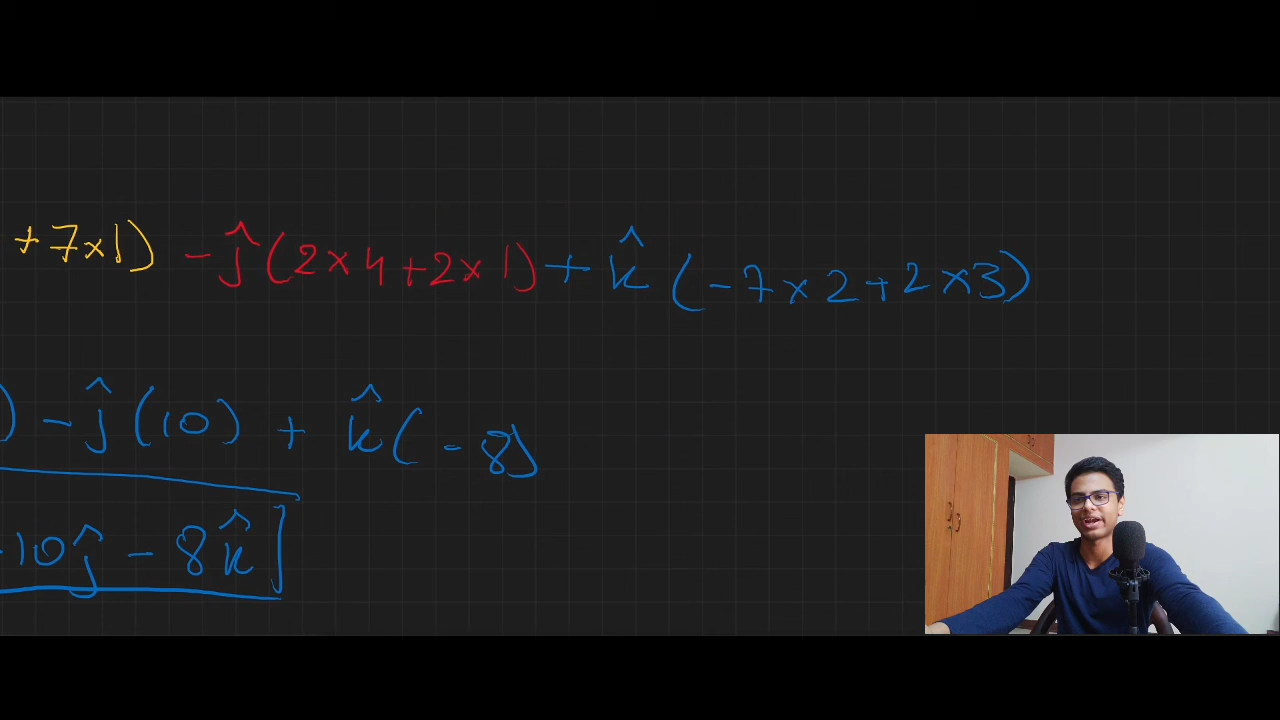 +7×1) -ĵ(2×4+2×1)+ k̂(-7×2+2×3)
) -ĵ(10) + k̂(-8)
-10ĵ - 8k̂]